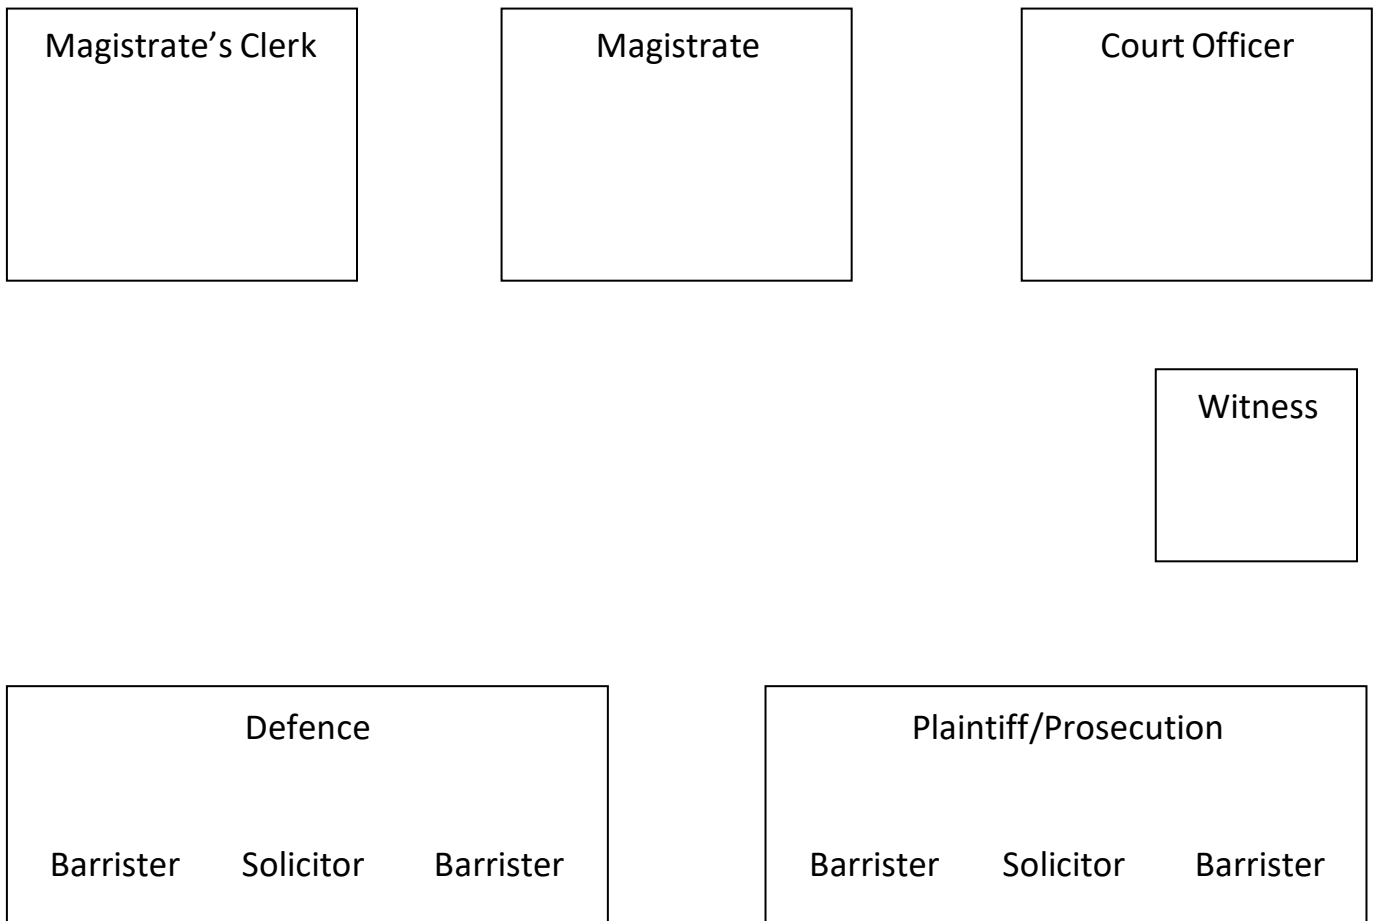 Magistrate’s Clerk
Magistrate
Court Officer
Witness
Defence
Barrister Solicitor Barrister
Plaintiff/Prosecution
Barrister Solicitor Barrister